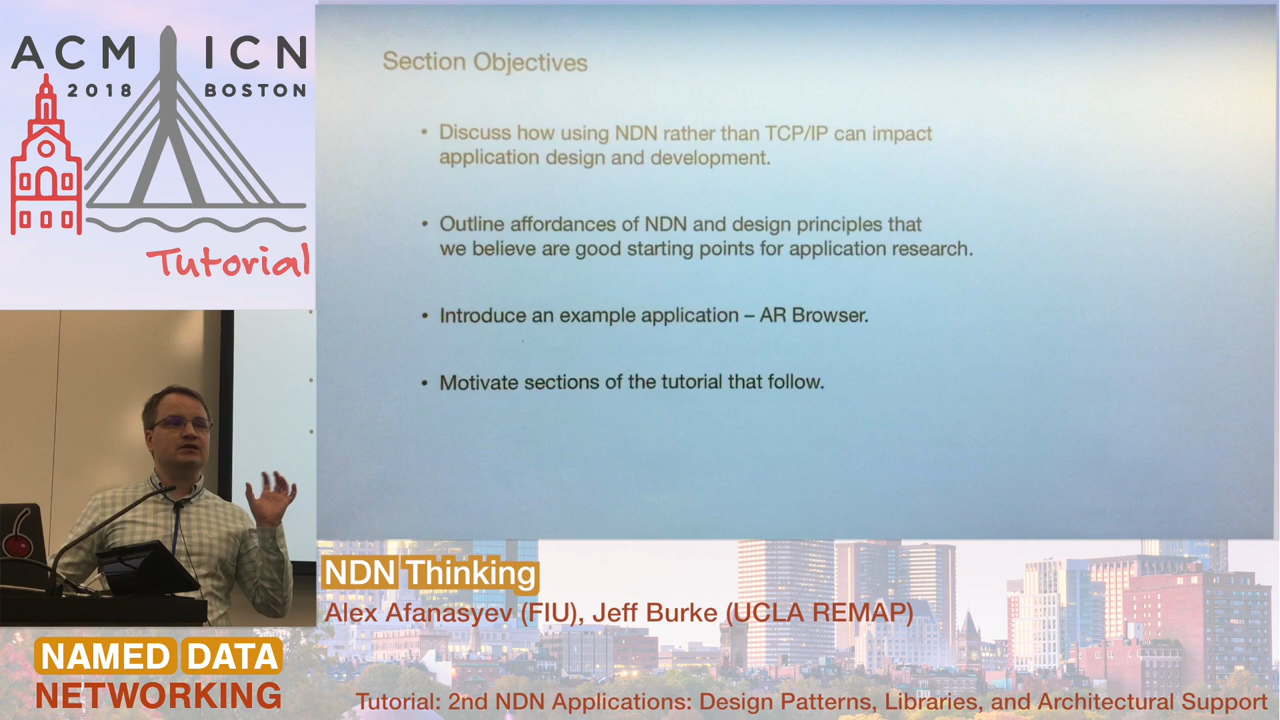 ACM ICN
2018 BOSTON
Tutorial
Section Objectives
• Discuss how using NDN rather than TCP/IP can impact
application design and development.
• Outline affordances of NDN and design principles that
we believe are good starting points for application research.
• Introduce an example application – AR Browser.
• Motivate sections of the tutorial that follow.
NDN Thinking
Alex Afanasyev (FIU), Jeff Burke (UCLA REMAP)
NAMED DATA
NETWORKING
Tutorial: 2nd NDN Applications: Design Patterns, Libraries, and Architectural Support